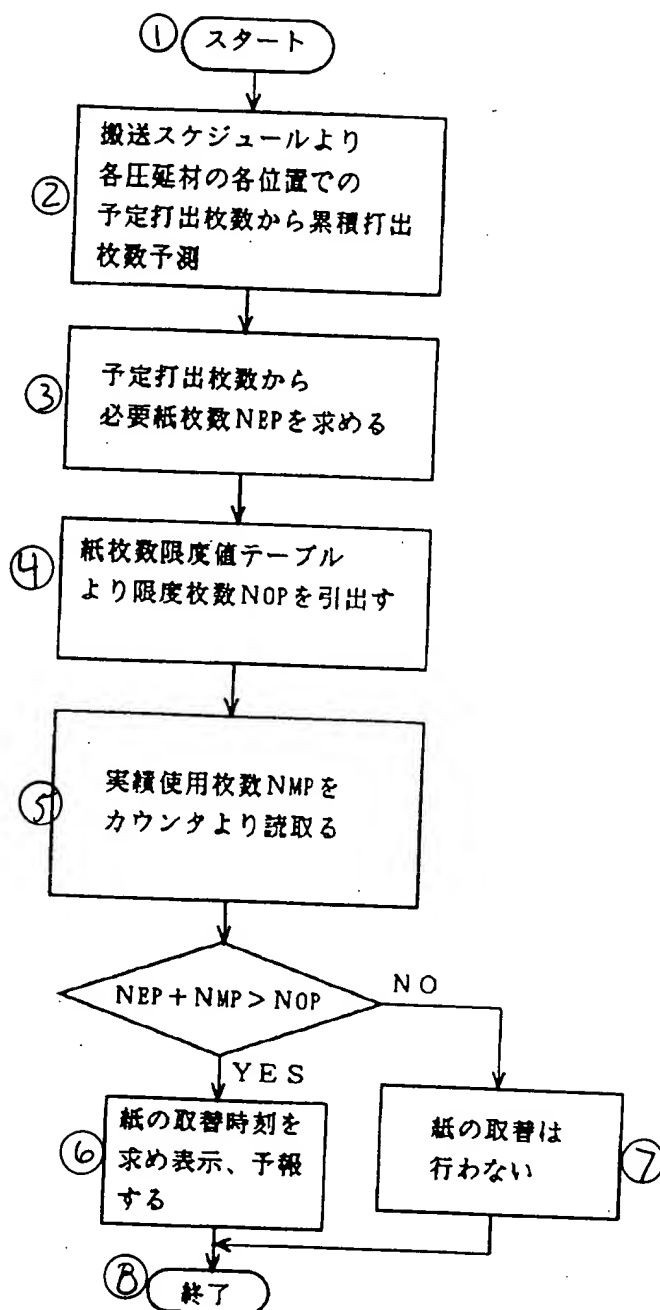 ① スタート
②
搬送スケジュールより
各圧延材の各位置での
予定打出枚数から累積打出
枚数予測
③
予定打出枚数から
必要紙枚数NEPを求める
④
紙枚数限度値テーブル
より限度枚数NOPを引出す
⑤
実績使用枚数NMPを
カウンタより読取る
NEP+NMP>NOP
NO
YES
⑥
紙の取替時刻を
求め表示、予報
する
紙の取替は
行わない
⑦
⑧ 終了